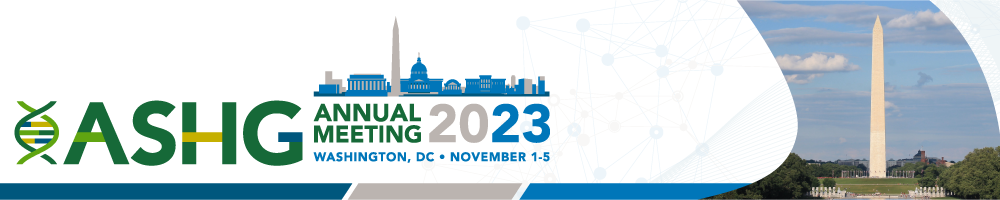 ASHG
ANNUAL
MEETING
2023
WASHINGTON, DC • NOVEMBER 1-5